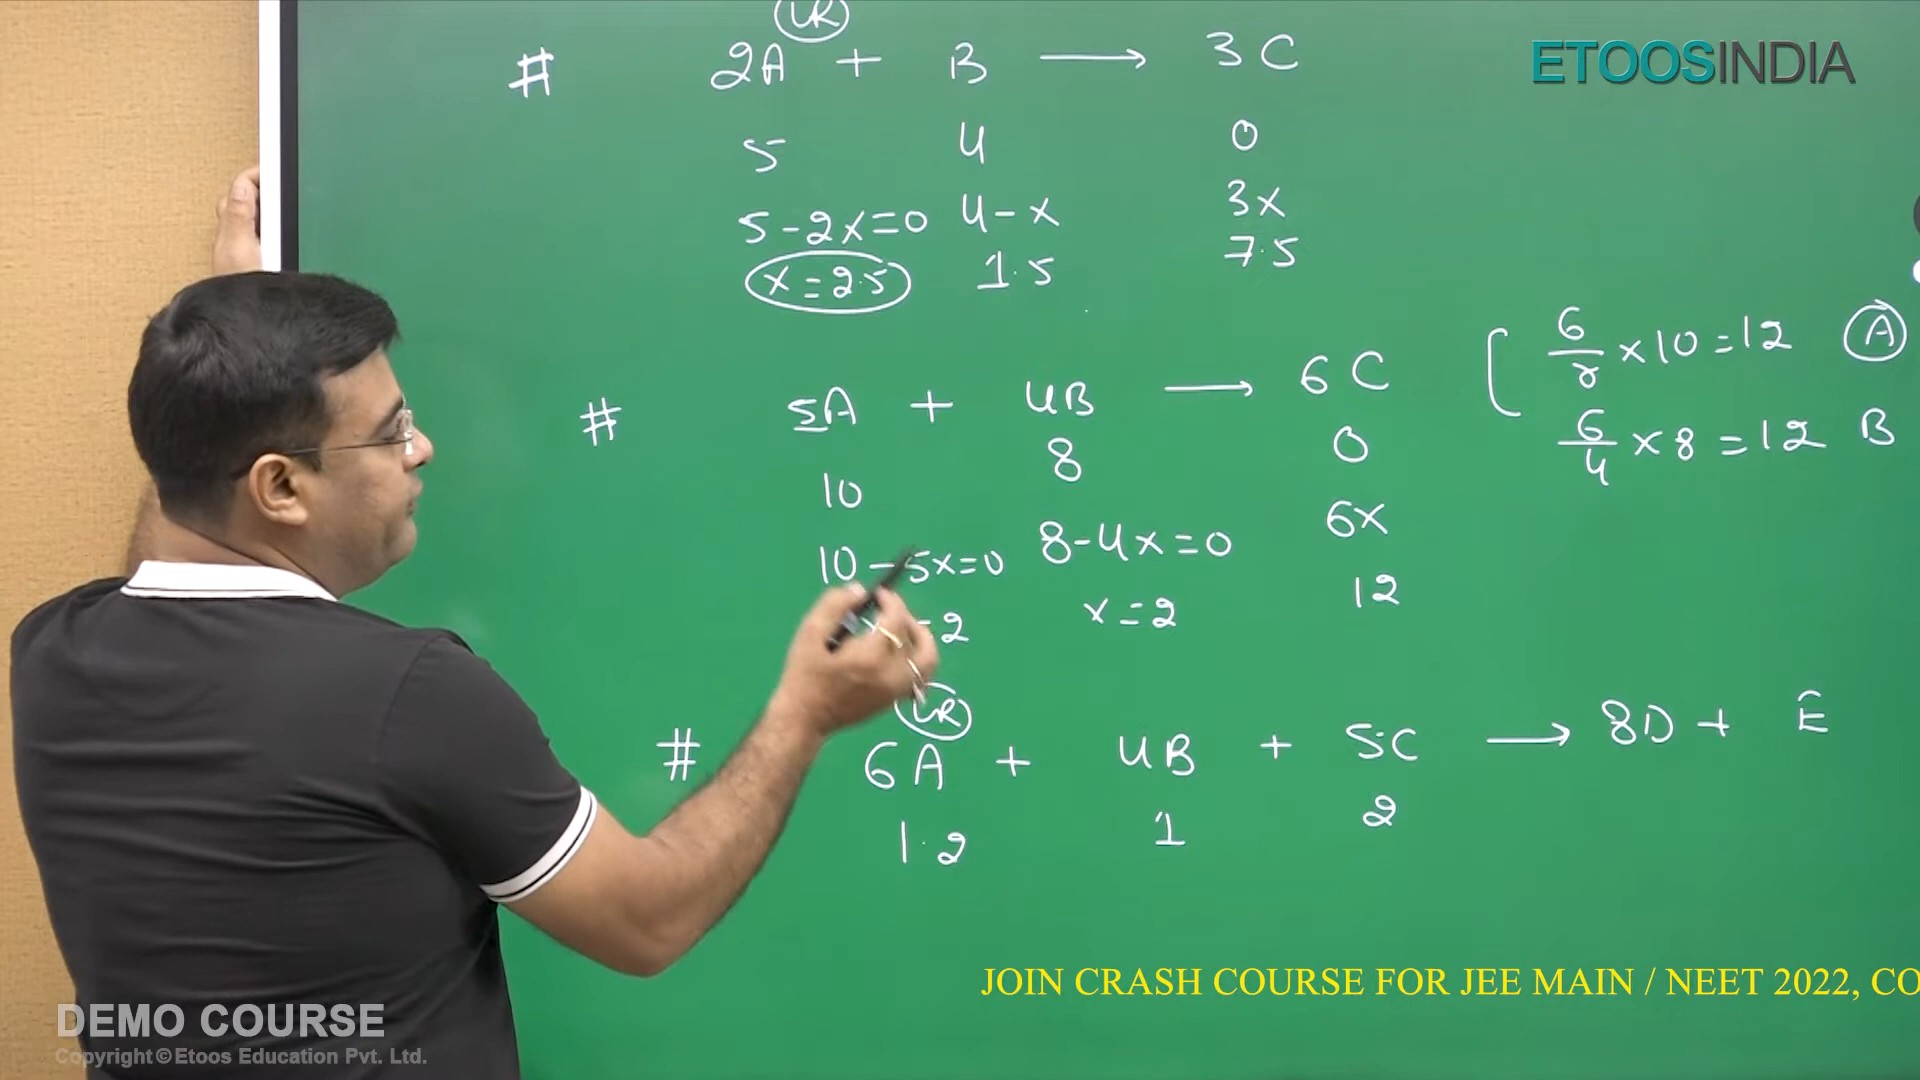 ETOOSINDIA
LR
# 2A + B ⟶ 3C
5 4 0
5-2x=0 4-x 3x
x=2.5 1.5 7.5
# 5A + 4B ⟶ 6C
10 8 0
10-5x=0 8-4x=0 6x
=2 x=2 12
6/5 ×10=12 A
6/4 ×8=12 B
LR
# 6A + 4B + 5C ⟶ 8D + E
1.2 1 2
JOIN CRASH COURSE FOR JEE MAIN / NEET 2022, CO
DEMO COURSE
Copyright©Etoos Education Pvt. Ltd.